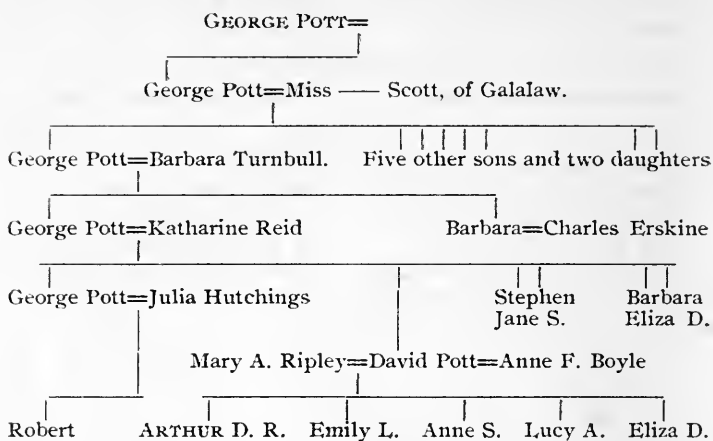 GEORGE POTT=
George Pott=Miss —— Scott, of Galalaw.
George Pott=Barbara Turnbull. Five other sons and two daughters
George Pott=Katharine Reid Barbara=Charles Erskine
George Pott=Julia Hutchings Stephen Barbara
Jane S. Eliza D.
Mary A. Ripley=David Pott=Anne F. Boyle
Robert ARTHUR D. R. Emily L. Anne S. Lucy A. Eliza D.